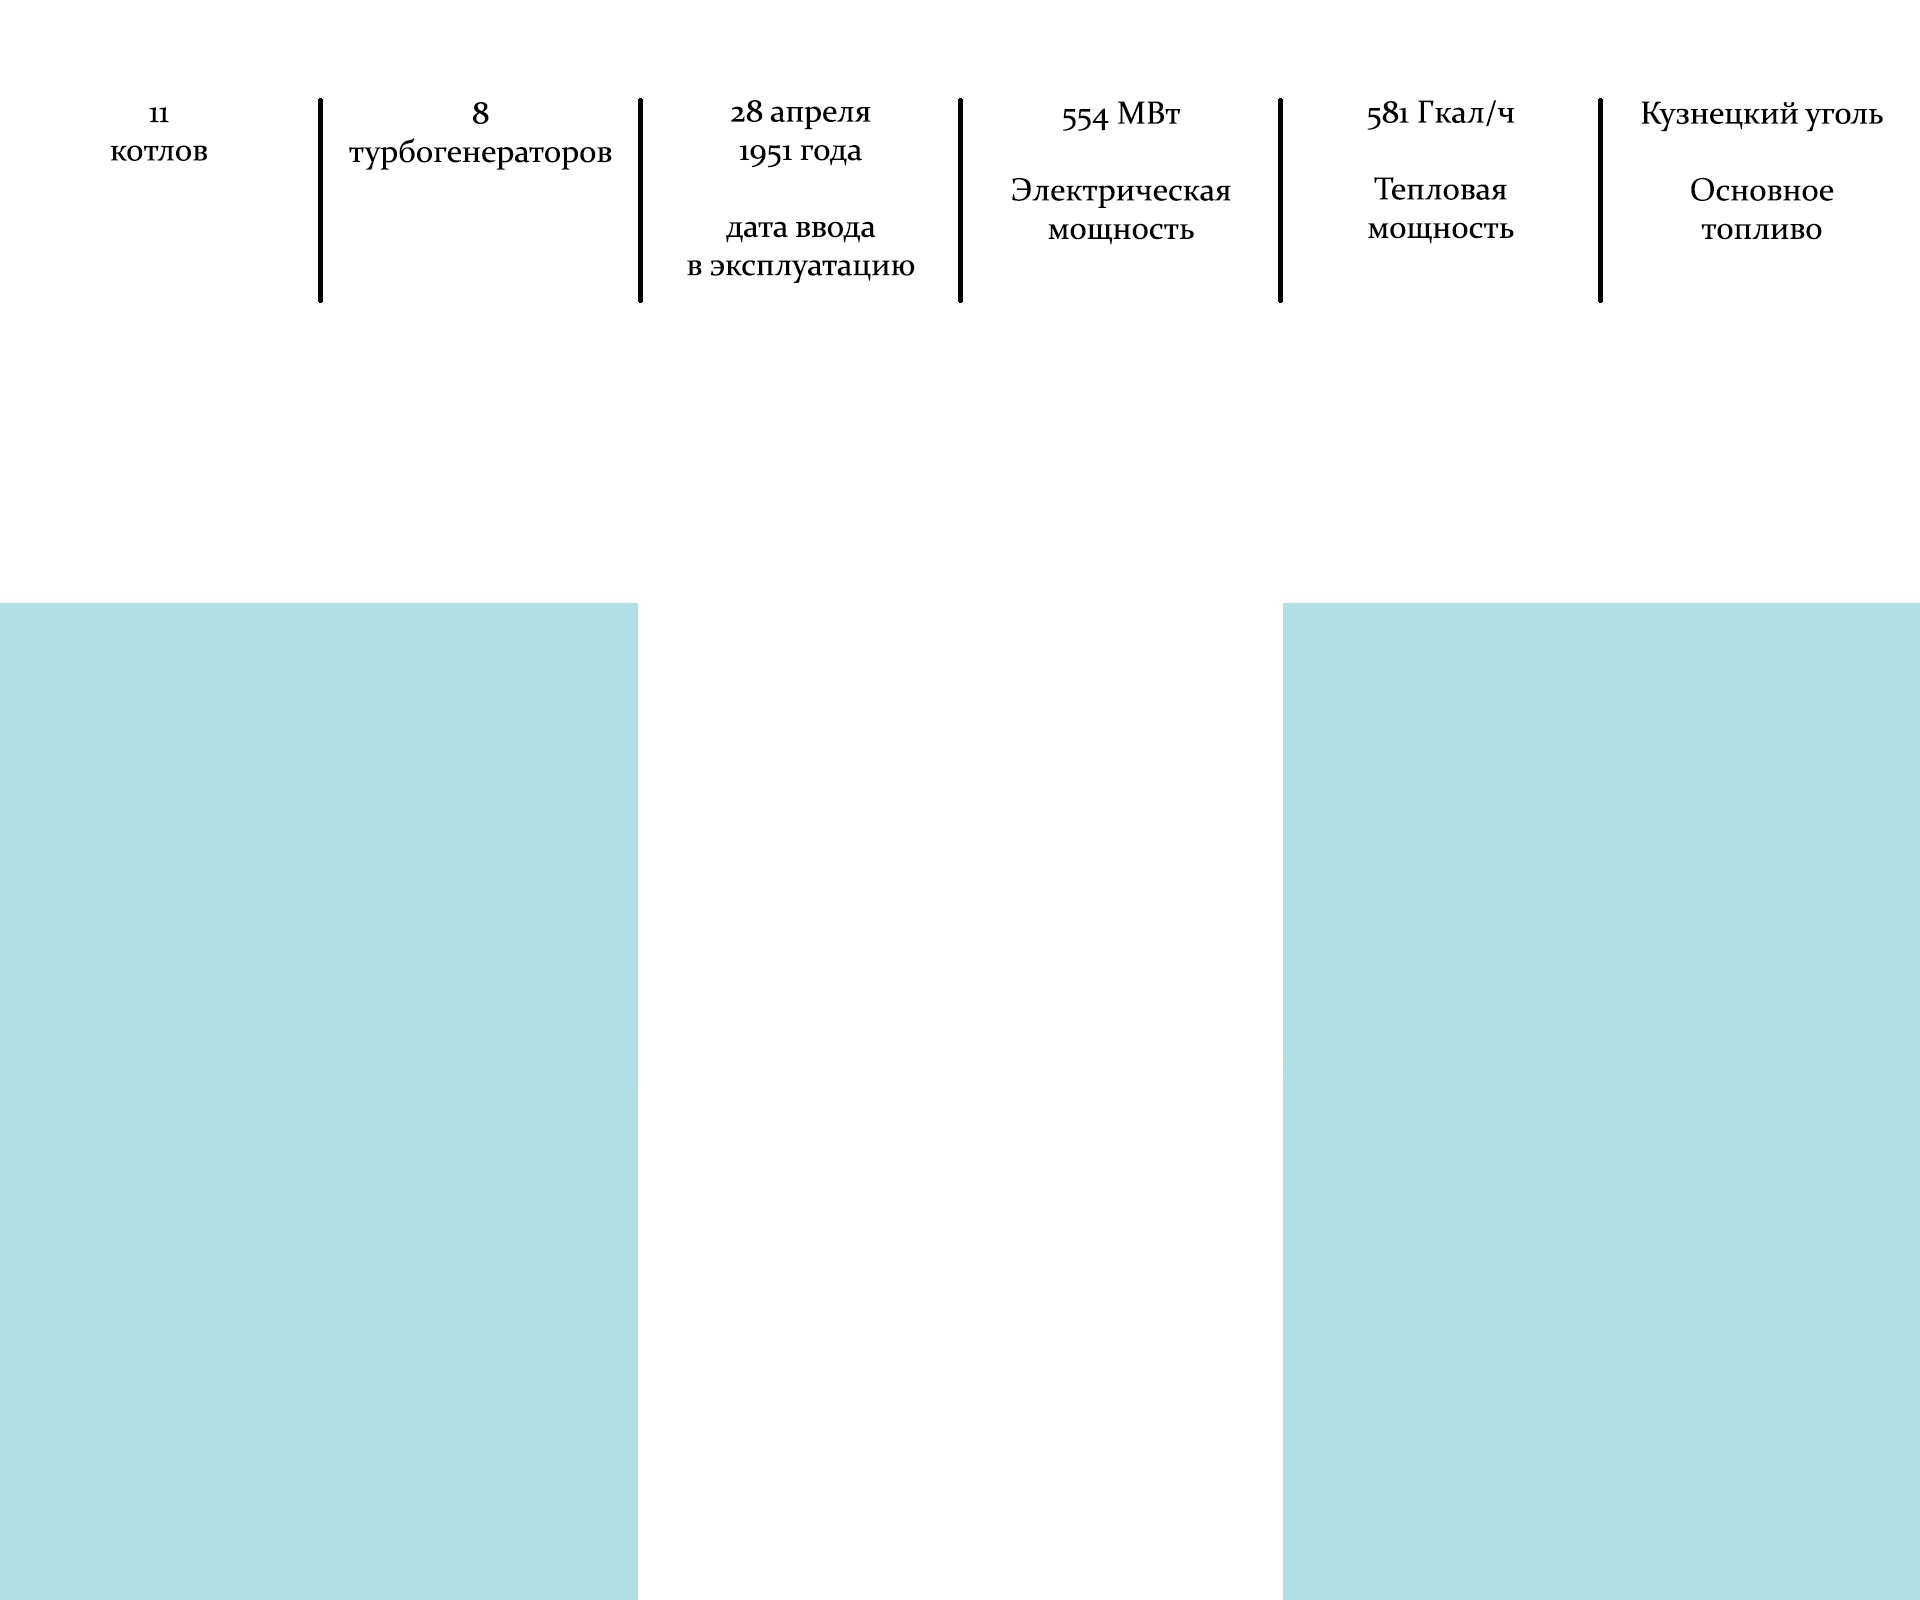 11
котлов
8
турбогенераторов
28 апреля
1951 года
дата ввода
в эксплуатацию
554 МВт
Электрическая
мощность
581 Гкал/ч
Тепловая
мощность
Кузнецкий уголь
Основное
топливо